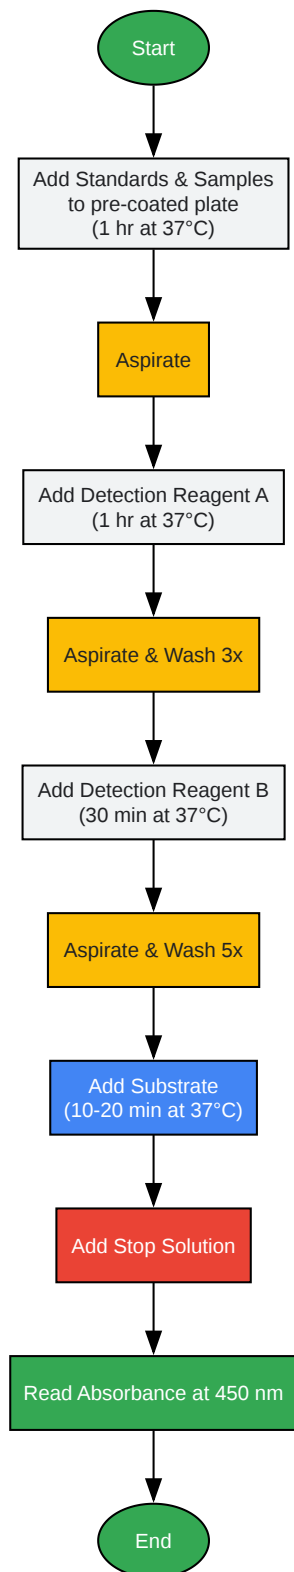 Start
Add Standards & Samples
to pre-coated plate
(1 hr at 37°C)
Aspirate
Add Detection Reagent A
(1 hr at 37°C)
Aspirate & Wash 3x
Add Detection Reagent B
(30 min at 37°C)
Aspirate & Wash 5x
Add Substrate
(10-20 min at 37°C)
Add Stop Solution
Read Absorbance at 450 nm
End